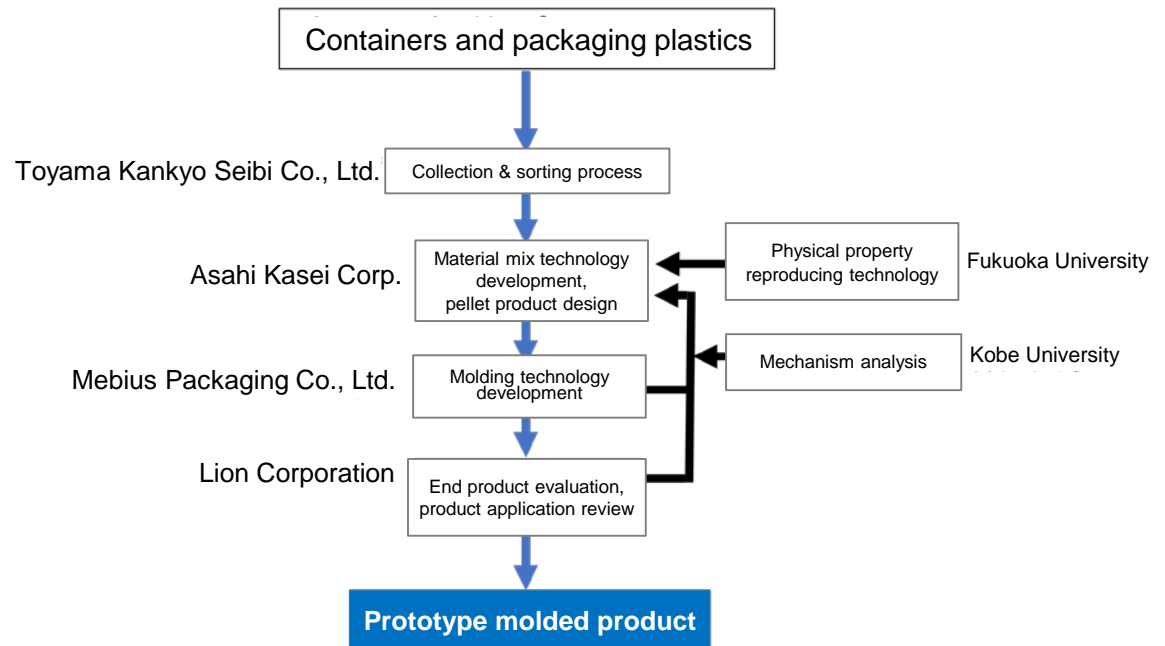 Containers and packaging plastics
Toyama Kankyo Seibi Co., Ltd.
Collection & sorting process
Asahi Kasei Corp.
Material mix technology
development,
pellet product design
Physical property
reproducing technology
Fukuoka University
Mebius Packaging Co., Ltd.
Molding technology
development
Mechanism analysis
Kobe University
Lion Corporation
End product evaluation,
product application review
Prototype molded product